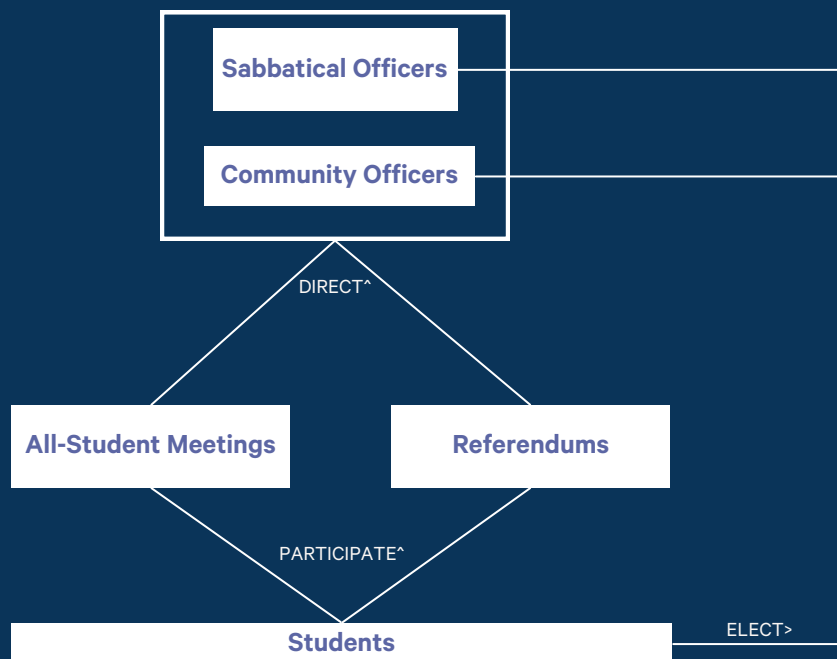 Sabbatical Officers
Community Officers
DIRECT^
All-Student Meetings
Referendums
PARTICIPATE^
Students
ELECT>